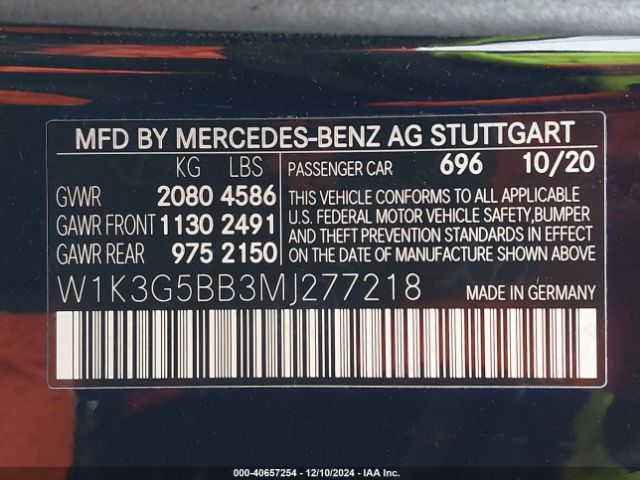 MFD BY MERCEDES-BENZ AG STUTTGART
KG LBS PASSENGER CAR 696 10/20
GVWR 2080 4586 THIS VEHICLE CONFORMS TO ALL APPLICABLE
GAWR FRONT 1130 2491 U.S. FEDERAL MOTOR VEHICLE SAFETY,BUMPER
GAWR REAR 975 2150 AND THEFT PREVENTION STANDARDS IN EFFECT
ON THE DATE OF MANUFACTURE SHOWN ABOVE
W1K3G5BB3MJ277218 MADE IN GERMANY
© 40657254 - 12/10/2024 - IAA Inc.